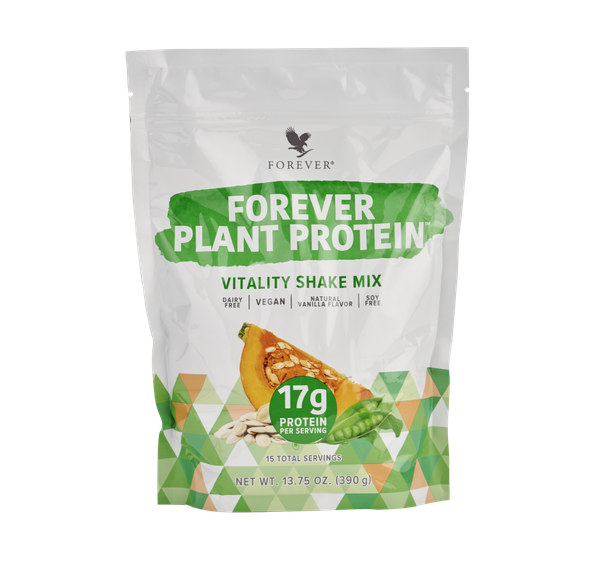 FOREVER®
FOREVER
PLANT PROTEIN™
VITALITY SHAKE MIX
DAIRY FREE | VEGAN | NATURAL VANILLA FLAVOR | SOY FREE
17g
PROTEIN
PER SERVING
15 TOTAL SERVINGS
NET WT. 13.75 OZ. (390 g)